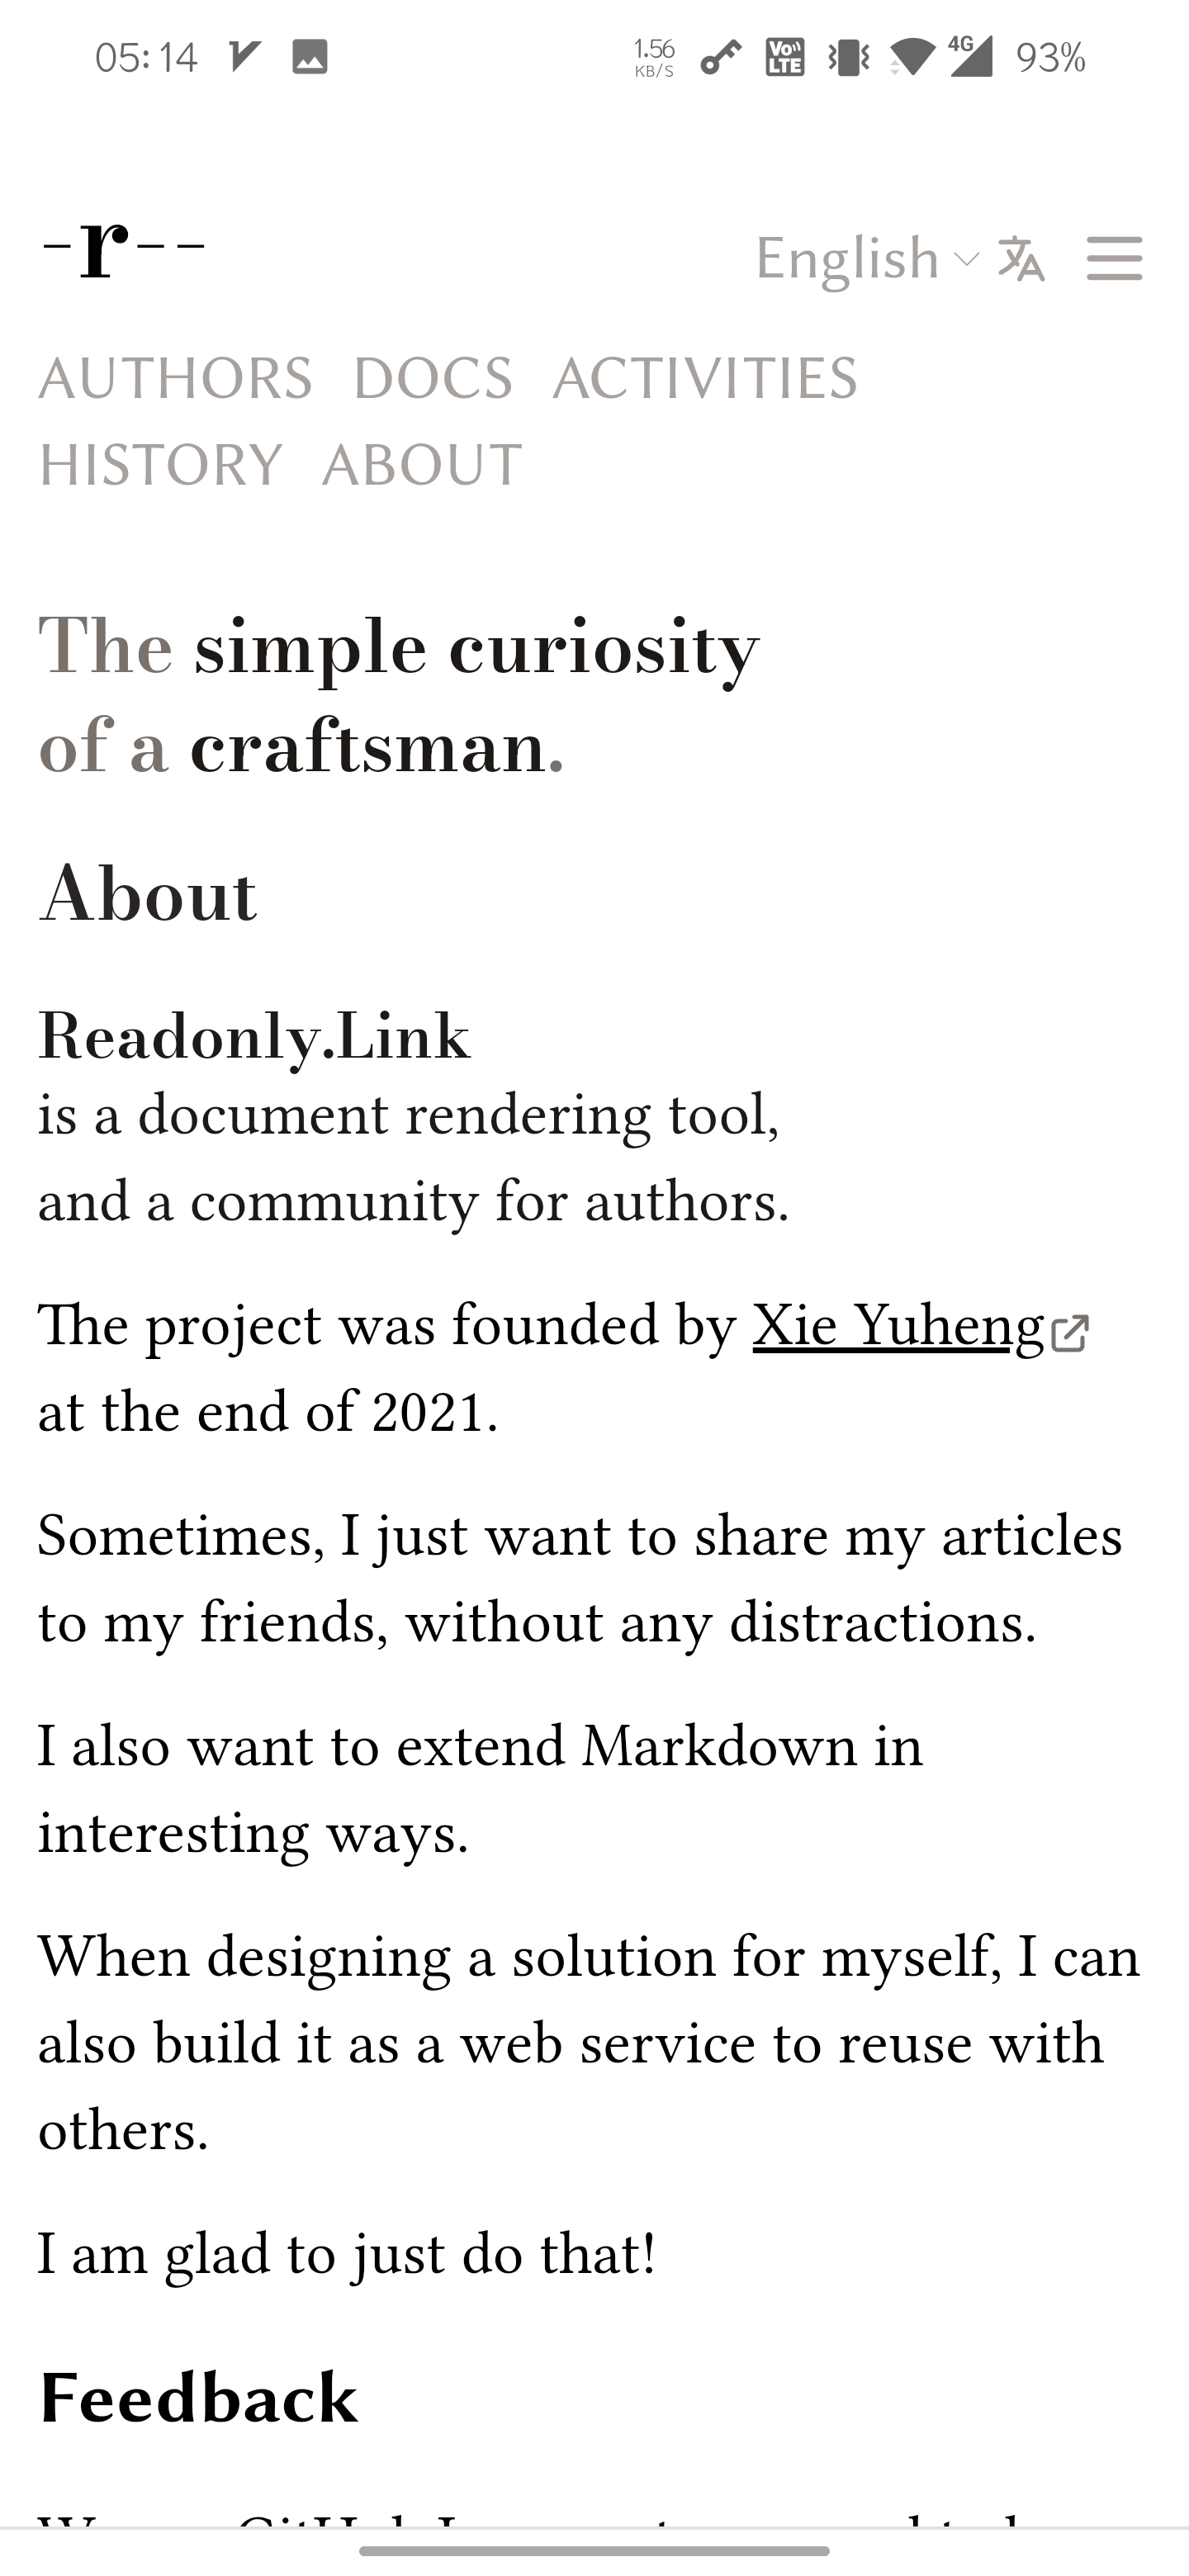 05:14 1.56 KB/S VoLTE 4G 93%
-r--
English
AUTHORS DOCS ACTIVITIES
HISTORY ABOUT
The simple curiosity
of a craftsman.
About
Readonly.Link
is a document rendering tool,
and a community for authors.
The project was founded by Xie Yuheng
at the end of 2021.
Sometimes, I just want to share my articles
to my friends, without any distractions.
I also want to extend Markdown in
interesting ways.
When designing a solution for myself, I can
also build it as a web service to reuse with
others.
I am glad to just do that!
Feedback